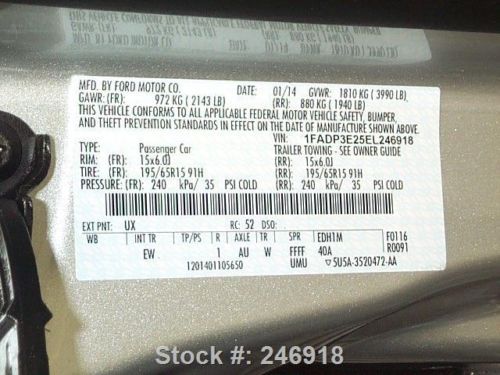 MFD. BY FORD MOTOR CO. 01/14 GVWR: 1810 KG ( 3990 LB)
GAWR: (FR): 972 KG ( 2143 LB) (RR): 880 KG ( 1940 LB)
THIS VEHICLE CONFORMS TO ALL APPLICABLE FEDERAL MOTOR VEHICLE SAFETY, BUMPER,
AND THEFT PREVENTION STANDARDS IN EFFECT ON THE DATE OF MANUFACTURE SHOWN ABOVE.
VIN: 1FADP3E25EL246918
TYPE: Passenger Car TRAILER TOWING - SEE OWNER GUIDE
RIM: (FR): 15x6.0J (RR): 15x6.0J
TIRE: (FR): 195/65R15 91H (RR): 195/65R15 91H
PRESSURE: (FR): 240 kPa/ 35 PSI COLD (RR): 240 kPa/ 35 PSI COLD
EXT PNT: UX RC: 52 DSO:
WB INT TR TP/PS R AXLE TR SPR EDH1M F0116
EW 1 AU W FFFF 40A R0091
1201401105650 UMU ▽5U5A-3520472-AA
Stock #: 246918